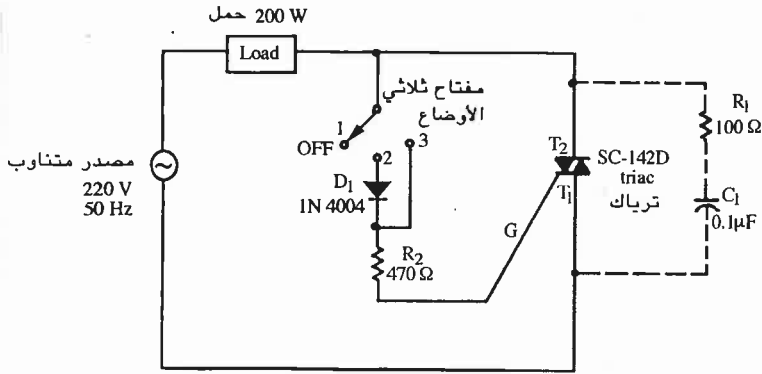 حمل 200 W
Load
مفتاح ثلاثي
الأوضاع
1
OFF
2
3
D1
1N 4004
R2
470 Ω
G
T2
T1
SC-142D
triac
ترياك
R1
100 Ω
C1
0.1μF
مصدر متناوب
220 V
50 Hz